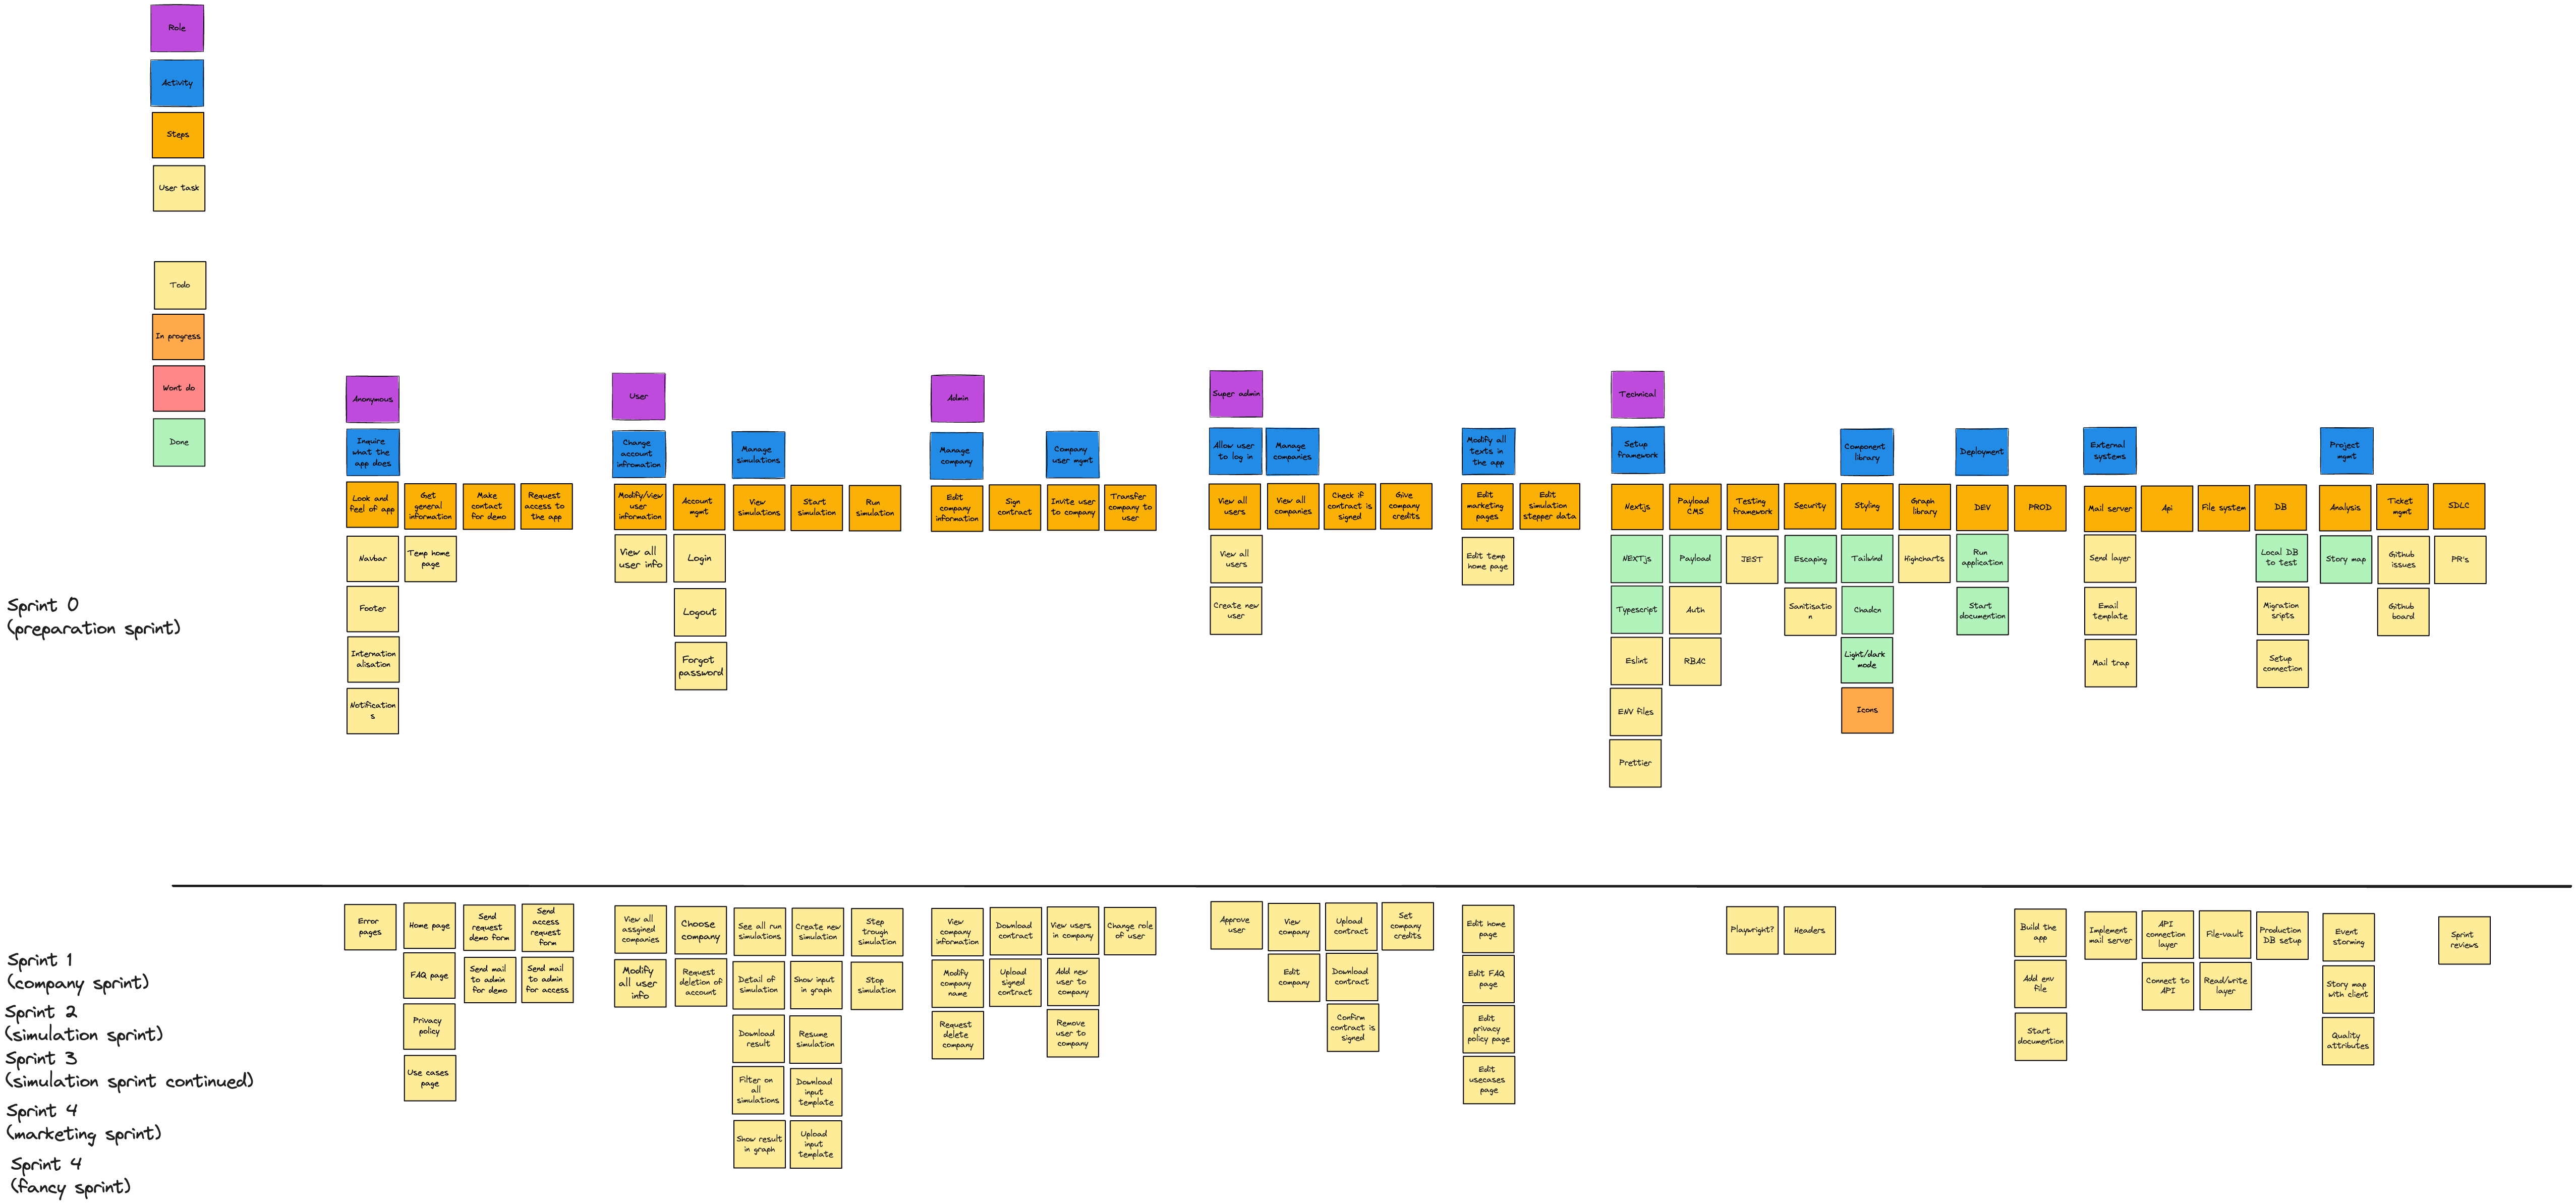 Role
Activity
Steps
User task
Todo
In progress
Wont do
Done
Anonymous
User
Admin
Super admin
Technical
Inquire
what the
app does
Change
account
infromation
Manage
simulations
Manage
company
Company
user mgmt
Allow user
to log in
Manage
companies
Modify all
texts in
the app
Setup
framework
Component
library
Deployment
External
systems
Project
mgmt
Look and
feel of app
Get
general
information
Make
contact
for demo
Request
access to
the app
Modify/view
user
information
Account
mgmt
View
simulations
Start
simulation
Run
simulation
Edit
company
information
Sign
contract
Invite user
to company
Transfer
company to
user
View all
users
View all
companies
Check if
contract is
signed
Give
company
credits
Edit
marketing
pages
Edit
simulation
stepper data
Nextjs
Payload
CMS
Testing
framework
Security
Styling
Graph
library
DEV
PROD
Mail server
Api
File system
DB
Analysis
Ticket
mgmt
SDLC
Sprint 0
(preparation sprint)
Navbar
Temp home
page
View all
user info
Login
View all
users
Edit temp
home page
NEXTjs
Payload
JEST
Escaping
Tailwind
Highcharts
Run
application
Send layer
Local DB
to test
Story map
Github
issues
PR's
Footer
Logout
Create new
user
Typescript
Auth
Sanitisatio
n
Chadcn
Start
documention
Email
template
Migration
sripts
Github
board
Internation
alisation
Forgot
password
Eslint
RBAC
Light/dark
mode
Mail trap
Setup
connection
Notification
s
ENV files
Icons
Prettier
Sprint 1
(company sprint)
Sprint 2
(simulation sprint)
Sprint 3
(simulation sprint continued)
Sprint 4
(marketing sprint)
Sprint 4
(fancy sprint)
Error
pages
Home page
Send
request
demo form
Send
access
request
form
View all
assgined
companies
Choose
company
See all run
simulations
Create new
simulation
Step
trough
simulation
View
company
information
Download
contract
View users
in company
Change role
of user
Approve
user
View
company
Upload
contract
Set
company
credits
Edit home
page
Playwright?
Headers
Build the
app
Implement
mail server
API
connection
layer
File-vault
Production
DB setup
Event
storming
Sprint
reviews
FAQ page
Send mail
to admin
for demo
Send mail
to admin
for access
Modify
all user
info
Request
deletion of
account
Detail of
simulation
Show input
in graph
Stop
simulation
Modify
company
name
Upload
signed
contract
Add new
user to
company
Edit
company
Download
contract
Edit FAQ
page
Add env
file
Connect to
API
Read/write
layer
Story map
with client
Privacy
policy
Download
result
Resume
simulation
Request
delete
company
Remove
user to
company
Confirm
contract is
signed
Edit
privacy
policy page
Start
documention
Quality
attributes
Use cases
page
Filter on
all
simulations
Download
input
template
Edit
usecases
page
Show result
in graph
Upload
input
template